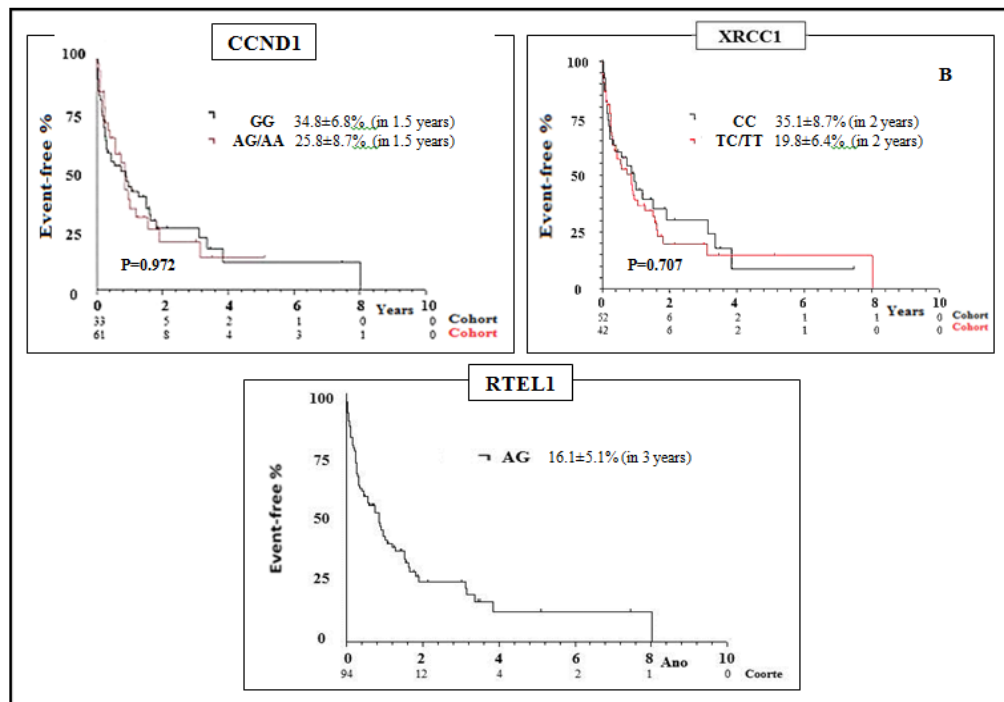 CCND1
100
75
50
25
0
Event-free %
GG 34.8±6.8% (in 1.5 years)
AG/AA 25.8±8.7% (in 1.5 years)
P=0.972
0 2 4 6 8 10
Years
33 5 2 1 0 0 Cohort
61 8 4 3 1 0 Cohort
XRCC1
B
100
75
50
25
0
Event-free %
CC 35.1±8.7% (in 2 years)
TC/TT 19.8±6.4% (in 2 years)
P=0.707
0 2 4 6 8 10
Years
52 6 2 1 1 0 Cohort
42 6 2 1 0 0 Cohort
RTEL1
100
75
50
25
0
Event-free %
AG 16.1±5.1% (in 3 years)
0 2 4 6 8 10
Ano
94 12 4 2 1 0 Coorte